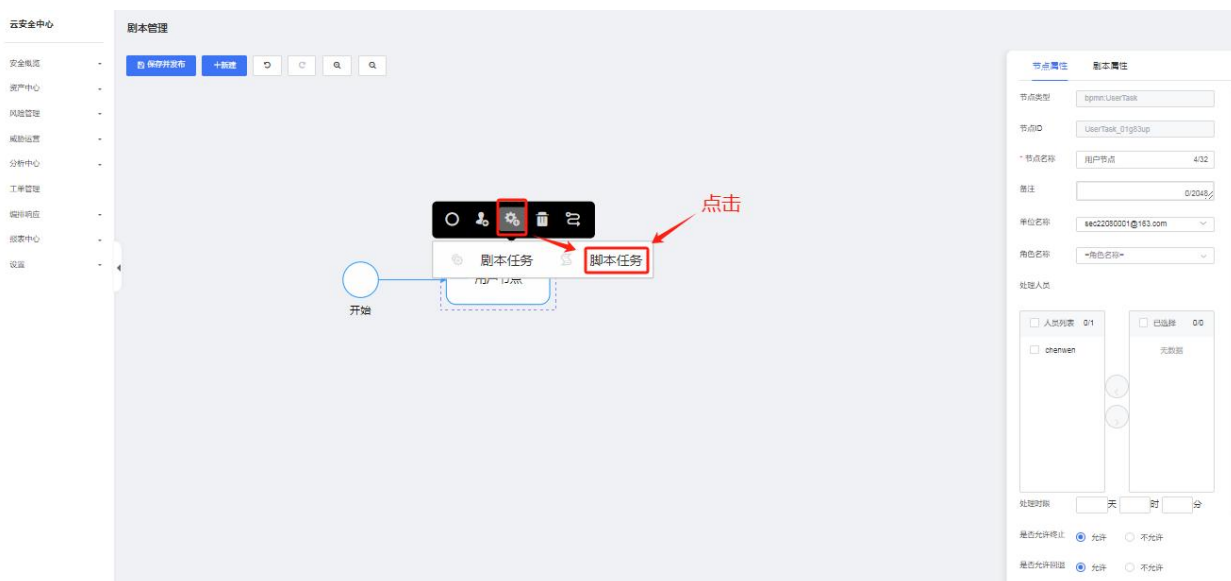 云安全中心
剧本管理
安全概览
资产中心
风险管理
威胁运营
分析中心
工单管理
编排响应
报表中心
设置
保存并发布
+新建
点击
剧本任务
脚本任务
用户节点
开始
节点属性
剧本属性
节点类型
bpmn:UserTask
节点ID
UserTask_01g83up
* 节点名称
用户节点
4/32
备注
0/2048
单位名称
sec22080001@163.com
角色名称
=角色名称=
处理人员
人员列表 0/1
已选择 0/0
chenwen
无数据
处理时限
天
时
分
是否允许终止
允许
不允许
是否允许回退
允许
不允许